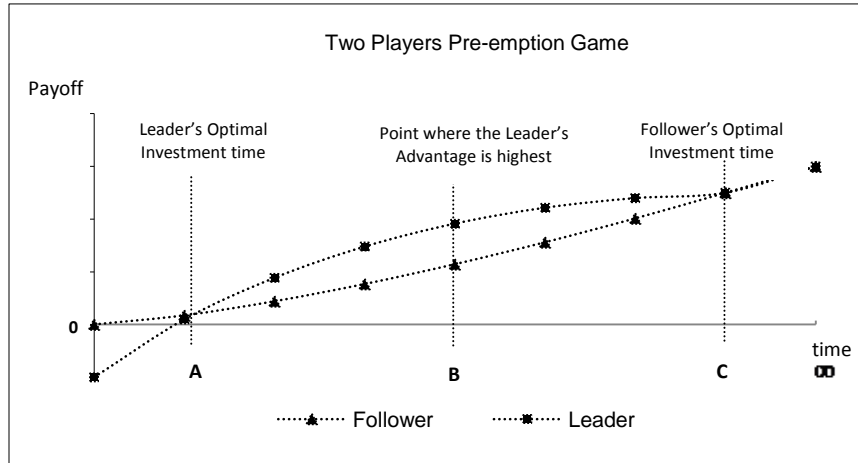 Two Players Pre-emption Game
Payoff
Leader's Optimal
Investment time
Point where the Leader's
Advantage is highest
Follower's Optimal
Investment time
0
time
A
B
C
∞
Follower
Leader